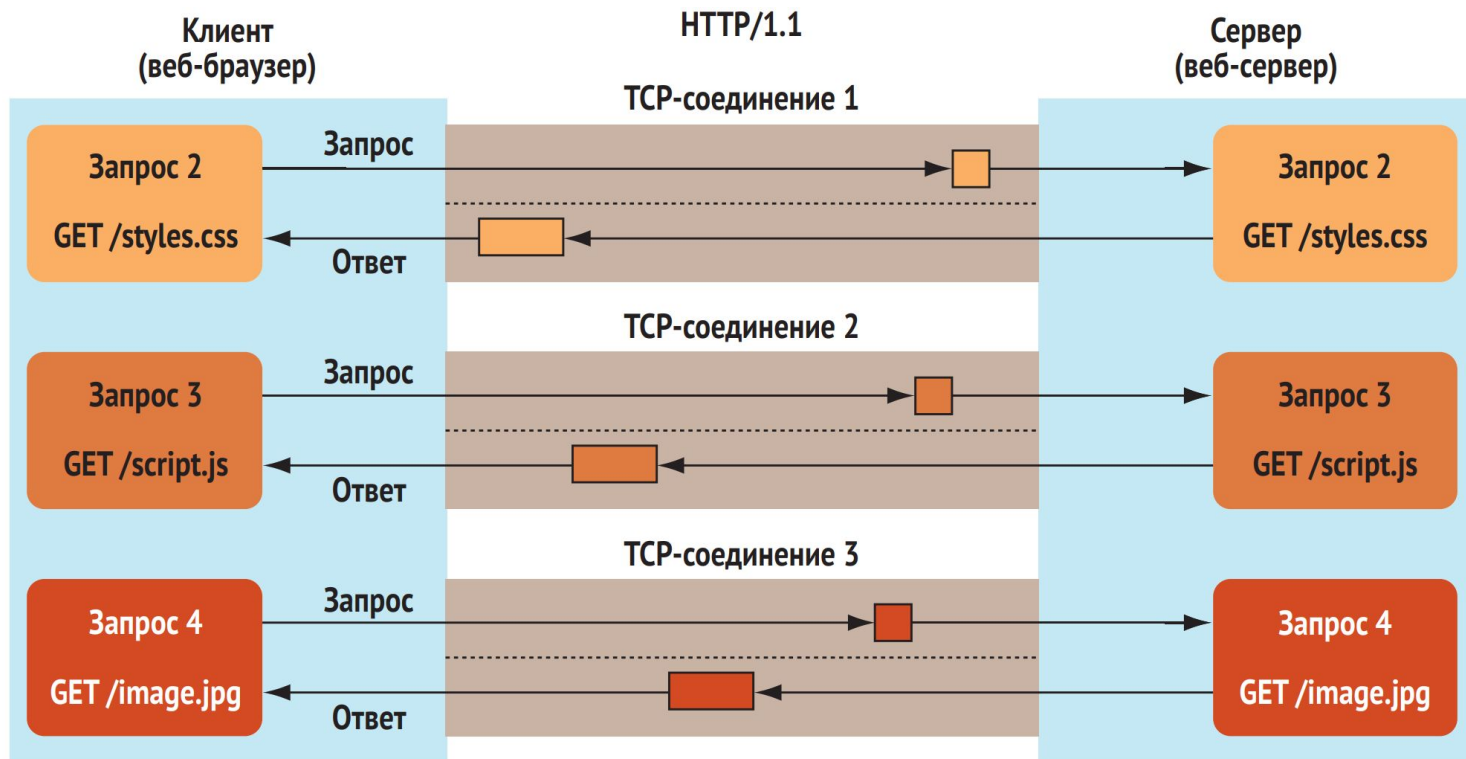 Клиент
(веб-браузер)
HTTP/1.1
Сервер
(веб-сервер)
TCP-соединение 1
Запрос 2
GET /styles.css
Запрос
Ответ
Запрос 2
GET /styles.css
TCP-соединение 2
Запрос 3
GET /script.js
Запрос
Ответ
Запрос 3
GET /script.js
TCP-соединение 3
Запрос 4
GET /image.jpg
Запрос
Ответ
Запрос 4
GET /image.jpg